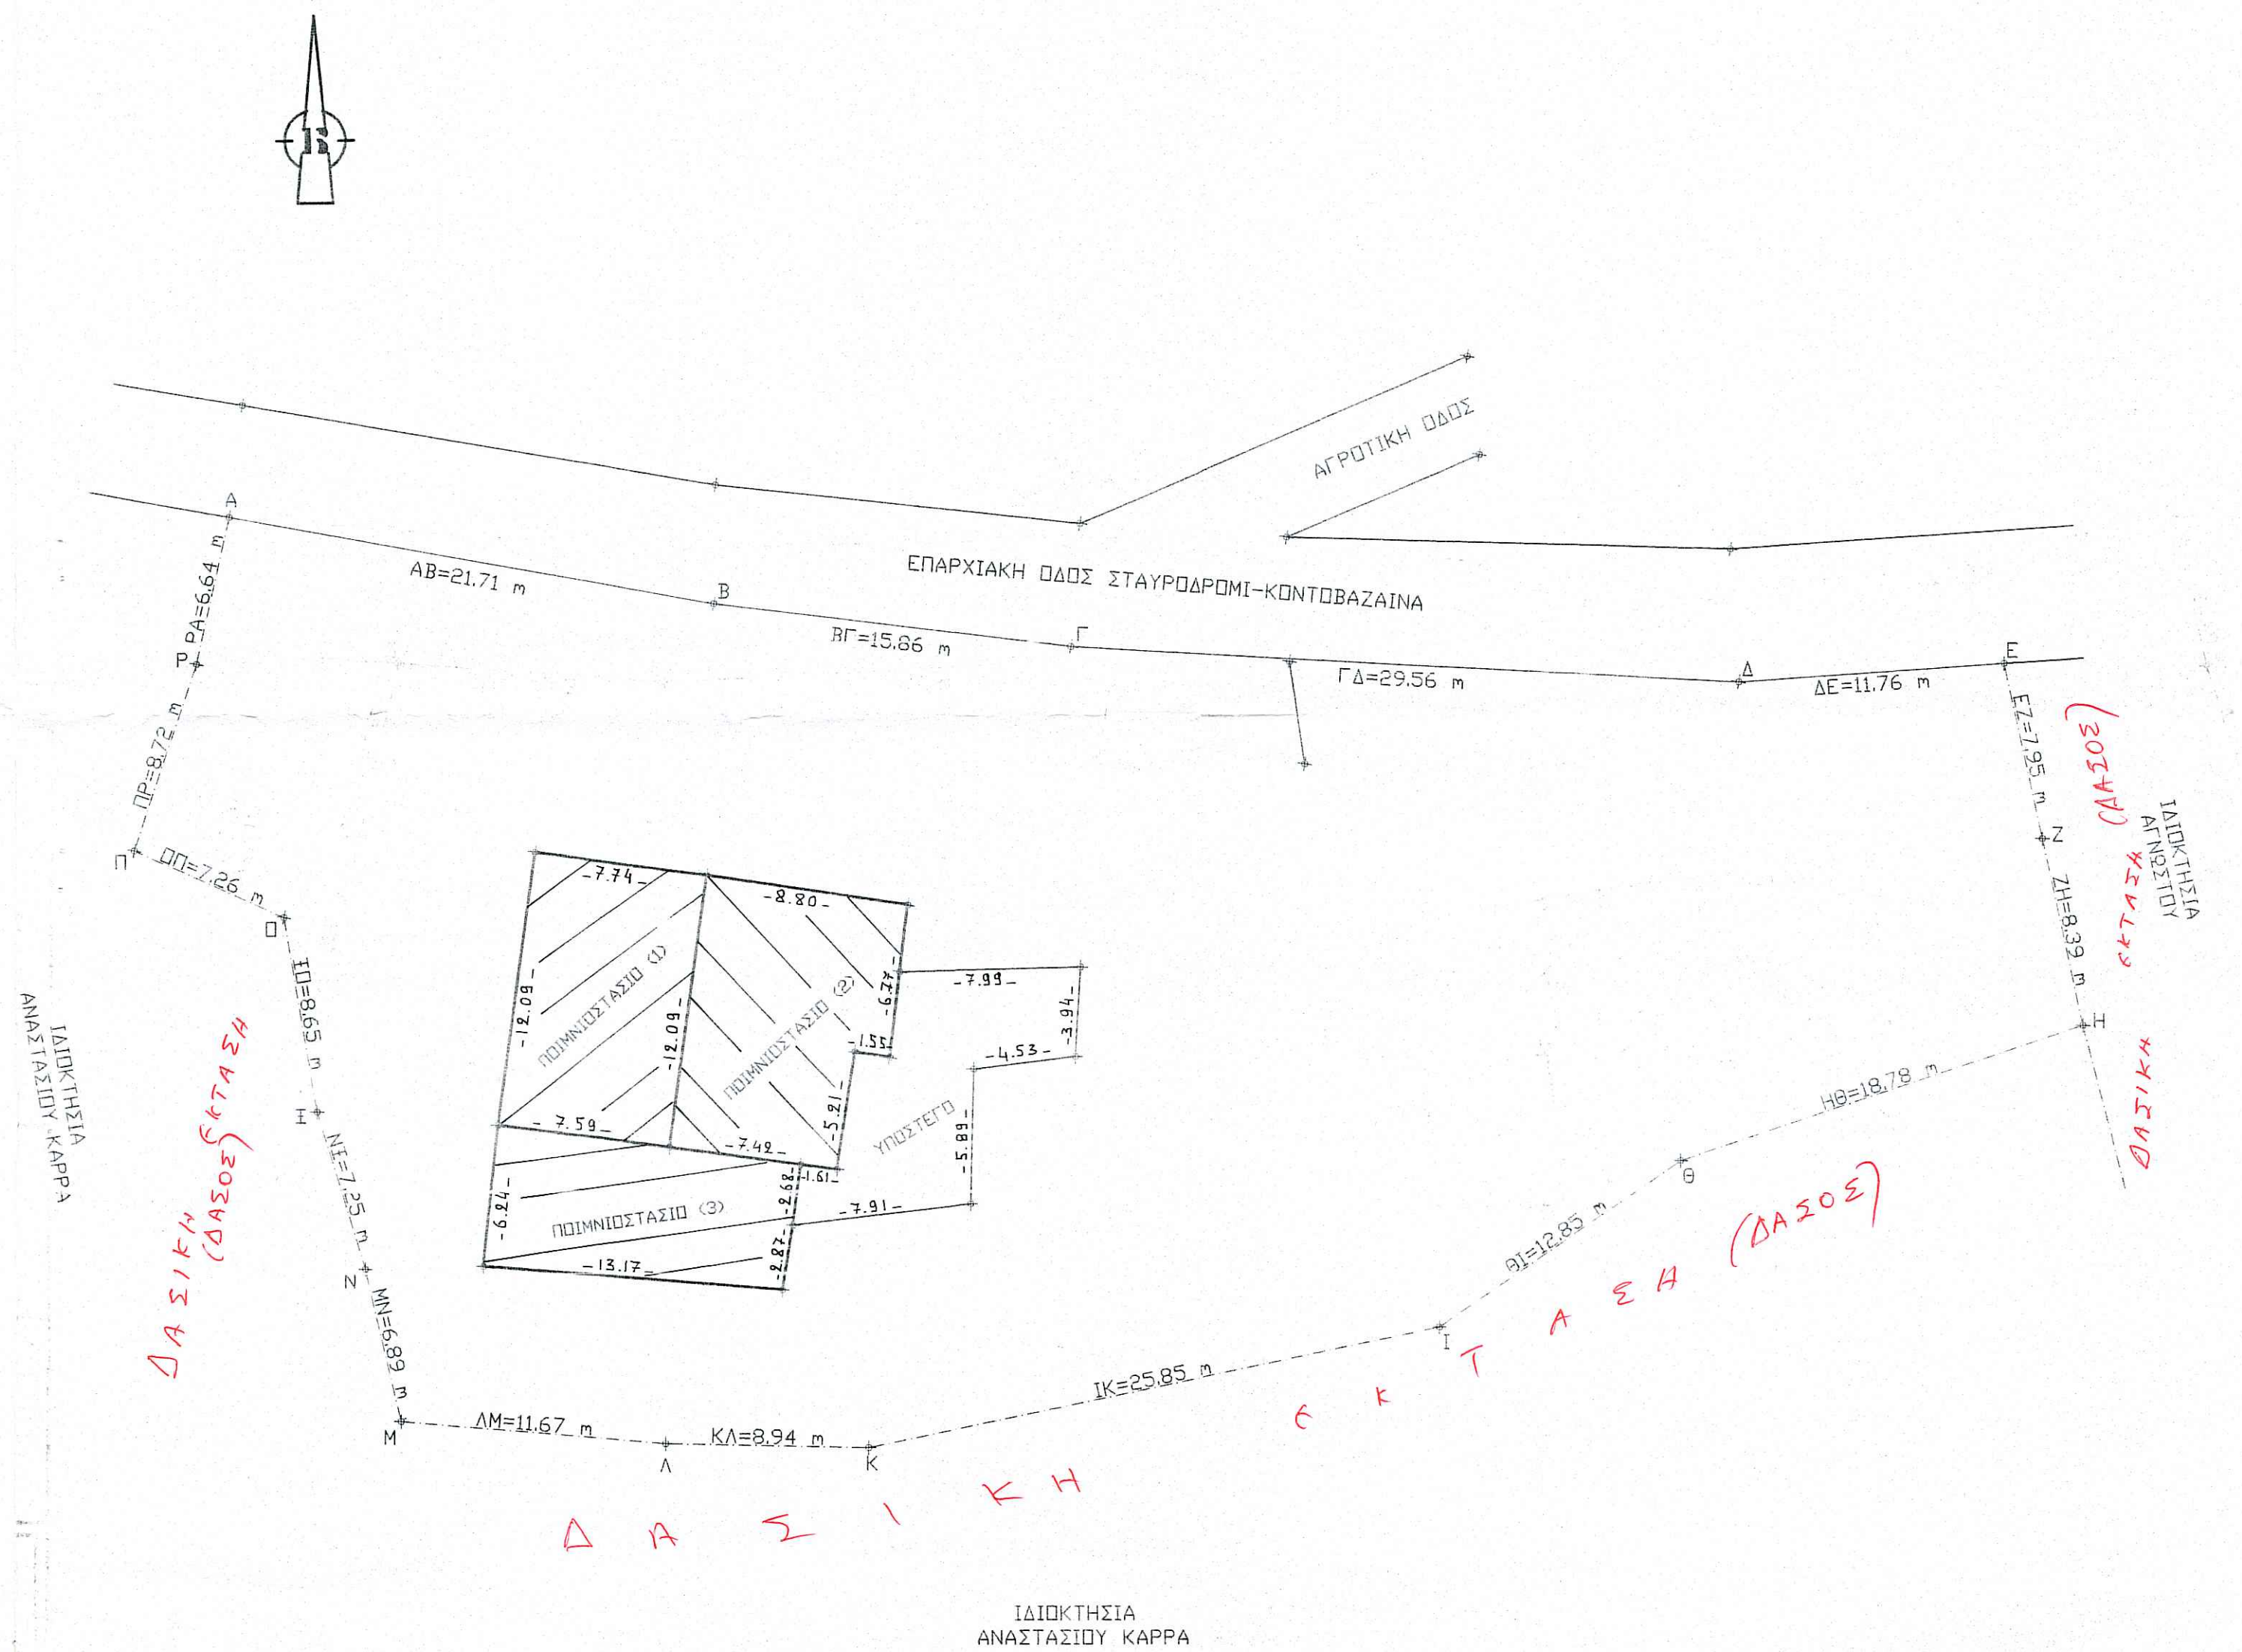 Β
ΑΓΡΟΤΙΚΗ ΟΔΟΣ
Α
ΡΑ=6.64 m
ΑΒ=21.71 m
Β
ΕΠΑΡΧΙΑΚΗ ΟΔΟΣ ΣΤΑΥΡΟΔΡΟΜΙ-ΚΟΝΤΟΒΑΖΑΙΝΑ
ΒΓ=15.86 m
Γ
ΓΔ=29.56 m
Δ
ΔΕ=11.76 m
Ε
Ρ
ΠΡ=8.72 m
Π
ΟΠ=7.26 m
Ο
ΕΖ=7.95 m
Ζ
ΖΗ=8.39 m
Η
(ΔΑΣΟΣ)
ΕΚΤΑΣΗ
ΔΑΣΙΚΗ
ΙΔΙΟΚΤΗΣΙΑ
ΑΓΝΩΣΤΟΥ
-7.74-
-8.80-
-12.09-
ΠΟΙΜΝΙΟΣΤΑΣΙΟ (1)
-12.09-
ΠΟΙΜΝΙΟΣΤΑΣΙΟ (2)
-6.77-
-7.99-
-3.94-
-1.55-
-4.53-
-5.21-
ΥΠΟΣΤΕΓΟ
-5.89-
-7.59-
-7.42-
-1.61-
-2.68-
-7.91-
-6.24-
ΠΟΙΜΝΙΟΣΤΑΣΙΟ (3)
-2.87-
-13.17-
ΞΟ=8.65 m
Ξ
ΝΞ=7.25 m
Ν
ΜΝ=6.89 m
Μ
ΛΜ=11.67 m
Λ
ΚΛ=8.94 m
Κ
ΙΚ=25.85 m
Ι
ΘΙ=12.85 m
Θ
ΗΘ=18.78 m
ΙΔΙΟΚΤΗΣΙΑ
ΑΝΑΣΤΑΣΙΟΥ ΚΑΡΡΑ
ΔΑΣΙΚΗ ΕΚΤΑΣΗ
(ΔΑΣΟΣ)
ΔΑΣΙΚΗ ΕΚΤΑΣΗ (ΔΑΣΟΣ)
ΙΔΙΟΚΤΗΣΙΑ
ΑΝΑΣΤΑΣΙΟΥ ΚΑΡΡΑ